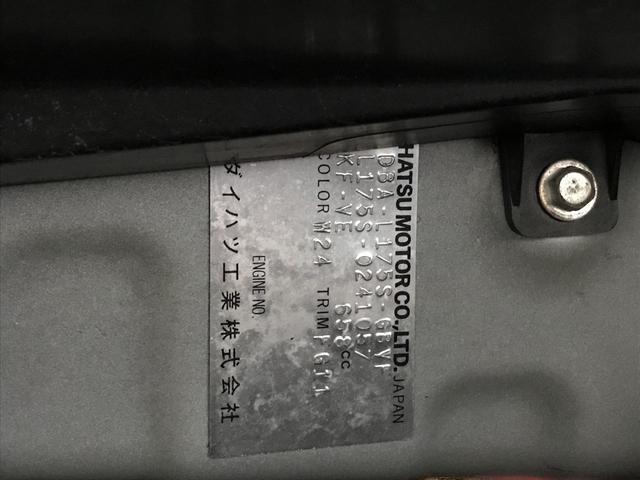 HATSU MOTOR CO.,LTD. JAPAN
DBA-L175S-GBVF
L175S-0241057
KF-VE 658cc
COLOR W24 TRIM FG11
ENGINE NO.
ダイハツ工業株式会社